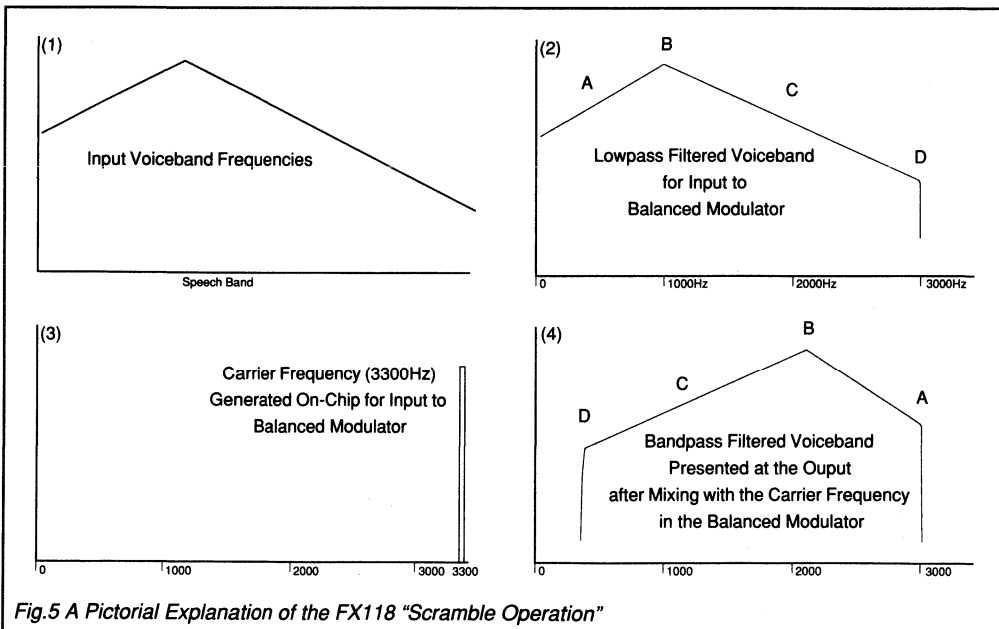 (1)
Input Voiceband Frequencies
Speech Band
(2)
A
B
C
D
Lowpass Filtered Voiceband
for Input to
Balanced Modulator
0 1000Hz 2000Hz 3000Hz
(3)
Carrier Frequency (3300Hz)
Generated On-Chip for Input to
Balanced Modulator
0 1000 2000 3000 3300
(4)
B
C
A
D
Bandpass Filtered Voiceband
Presented at the Ouput
after Mixing with the Carrier Frequency
in the Balanced Modulator
0 1000 2000 3000
Fig.5 A Pictorial Explanation of the FX118 “Scramble Operation”